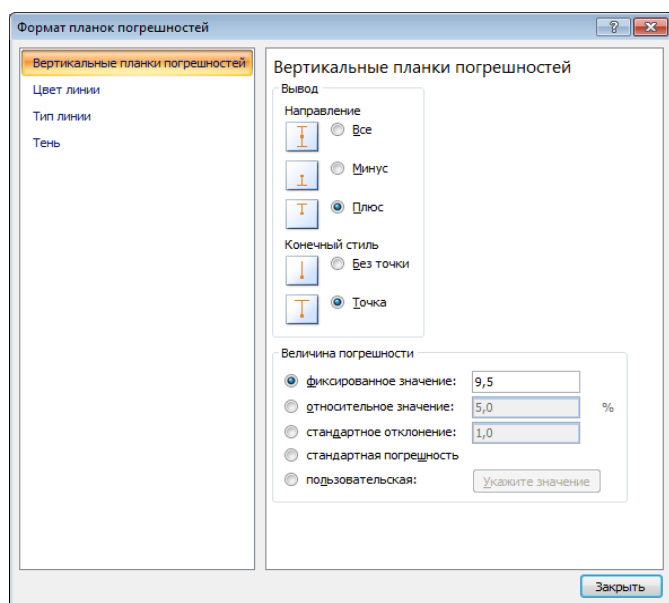 Формат планок погрешностей
Вертикальные планки погрешностей
Цвет линии
Тип линии
Тень
Вертикальные планки погрешностей
Вывод
Направление
Все
Минус
Плюс
Конечный стиль
Без точки
Точка
Величина погрешности
фиксированное значение: 9,5
относительное значение: 5,0 %
стандартное отклонение: 1,0
стандартная погрешность
пользовательская: Укажите значение
Закрыть